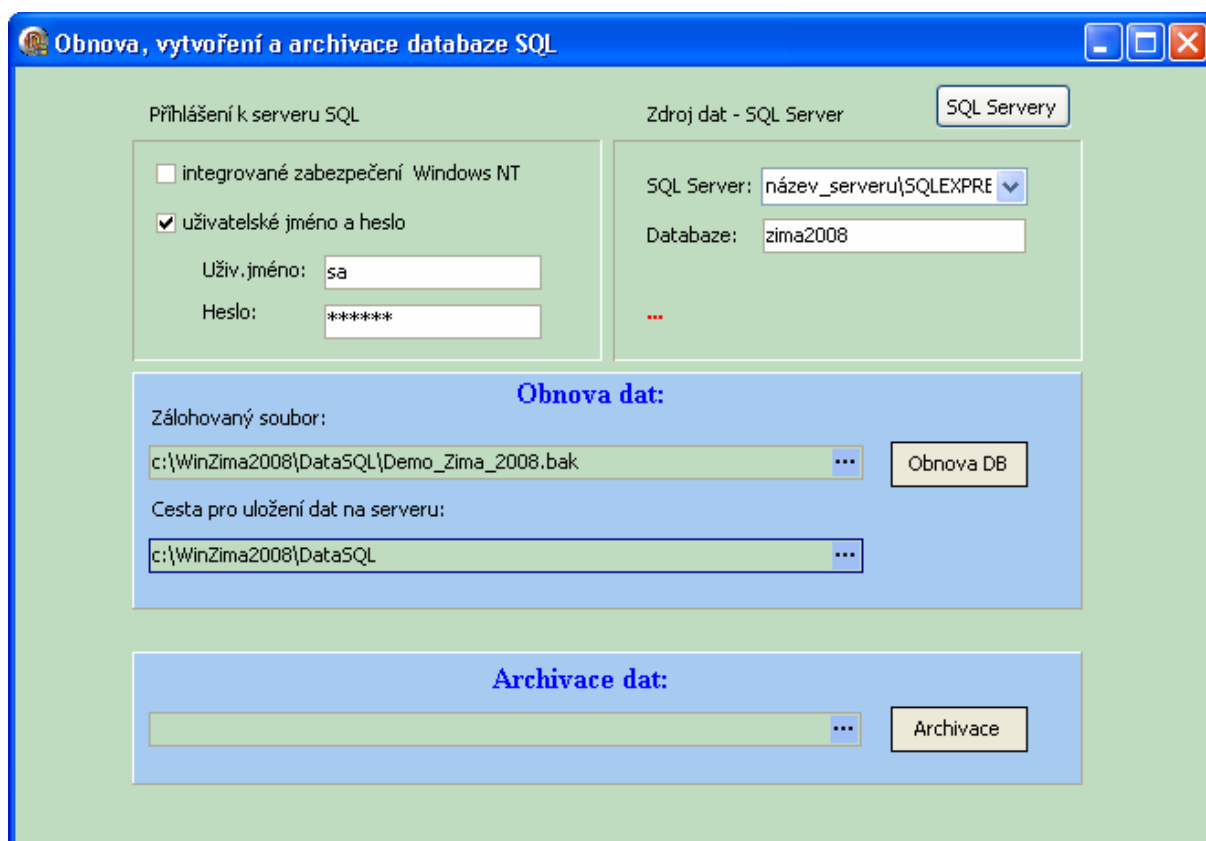 Obnova, vytvoření a archivace databaze SQL
Přihlášení k serveru SQL
Zdroj dat - SQL Server
SQL Servery
integrované zabezpečení Windows NT
uživatelské jméno a heslo
Uživ.jméno: sa
Heslo: ******
SQL Server: název_serveru\SQLEXPRE
Databaze: zima2008
...
Obnova dat:
Zálohovaný soubor:
c:\WinZima2008\DataSQL\Demo_Zima_2008.bak ...
Obnova DB
Cesta pro uložení dat na serveru:
c:\WinZima2008\DataSQL ...
Archivace dat:
...
Archivace